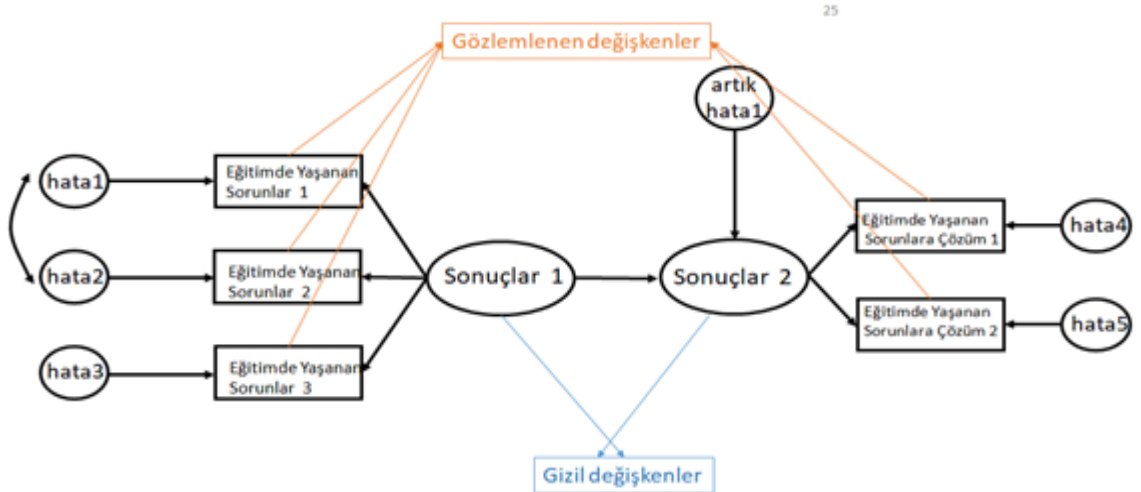 25
Gözlemlenen değişkenler
artık
hata1
hata1
Eğitimde Yaşanan
Sorunlar 1
hata2
Eğitimde Yaşanan
Sorunlar 2
hata3
Eğitimde Yaşanan
Sorunlar 3
Sonuçlar 1
Sonuçlar 2
Eğitimde Yaşanan
Sorunlara Çözüm 1
hata4
Eğitimde Yaşanan
Sorunlara Çözüm 2
hata5
Gizil değişkenler